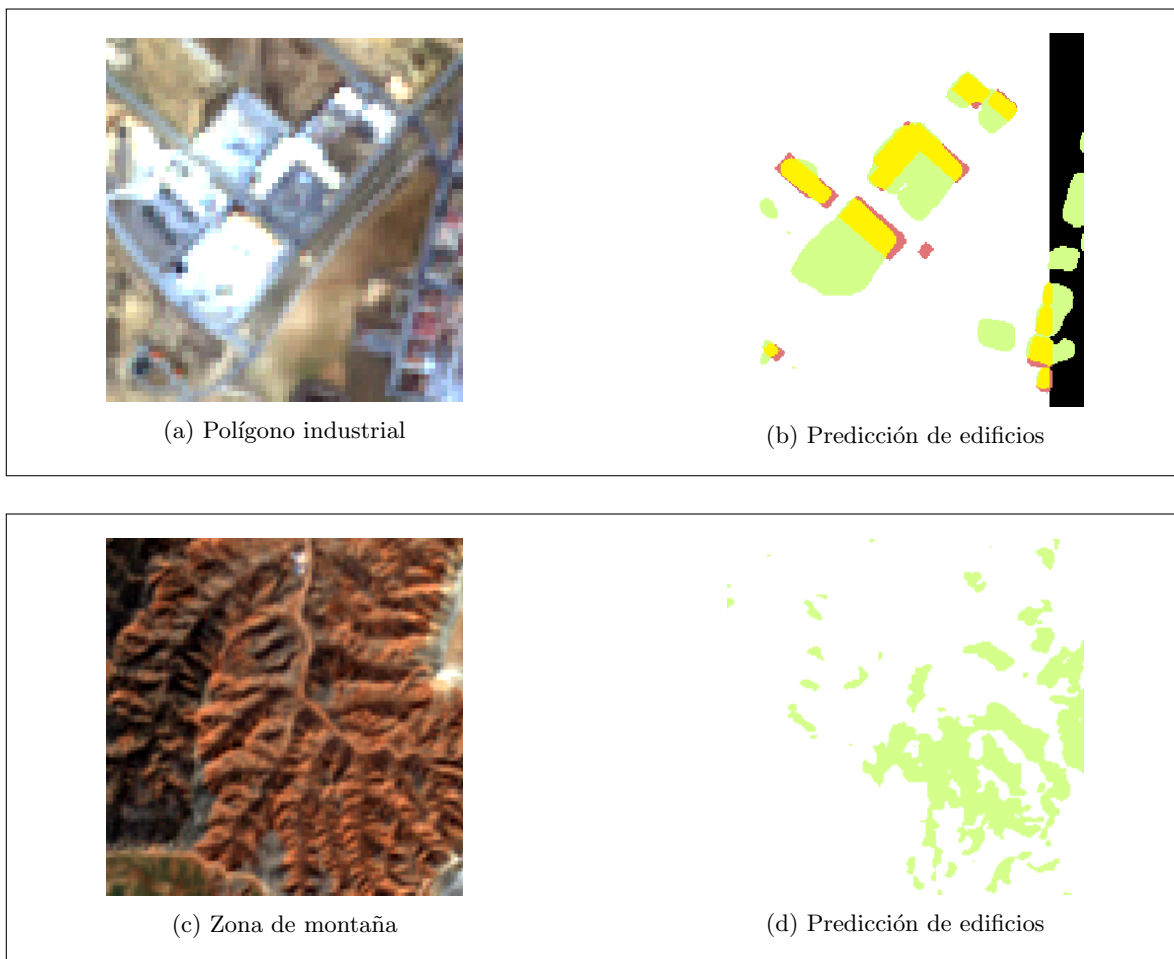 (a) Polígono industrial
(b) Predicción de edificios
(c) Zona de montaña
(d) Predicción de edificios